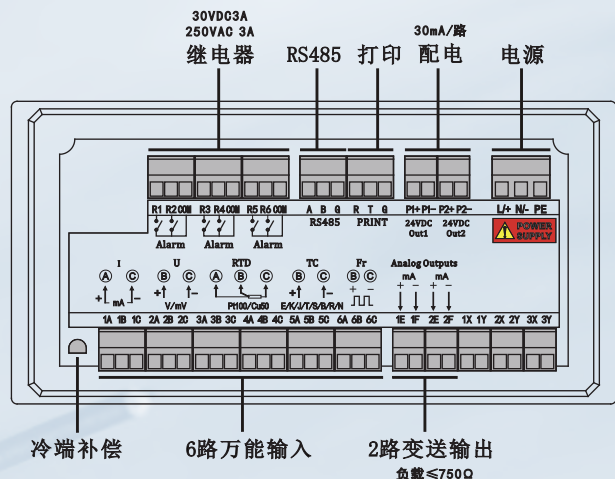 30VDC3A
250VAC 3A
继电器
RS485
打印
30mA/路
配电
电源
R1 R2 COM R3 R4 COM R5 R6 COM A B G R T G P1+ P1- P2+ P2- L/+ N/- PE
Alarm Alarm Alarm RS485 PRINT 24VDC Out1 24VDC Out2
POWER SUPPLY
I U RTD TC Fr Analog Outputs
A C B C A B C B C B C mA mA
+ mA - + - + - + - + - + -
V/mV Pt100/Cu50 E/K/J/T/S/B/R/N
1A 1B 1C 2A 2B 2C 3A 3B 3C 4A 4B 4C 5A 5B 5C 6A 6B 6C 1E 1F 2E 2F 1X 1Y 2X 2Y 3X 3Y
冷端补偿
6路万能输入
2路变送输出
负载≤750Ω